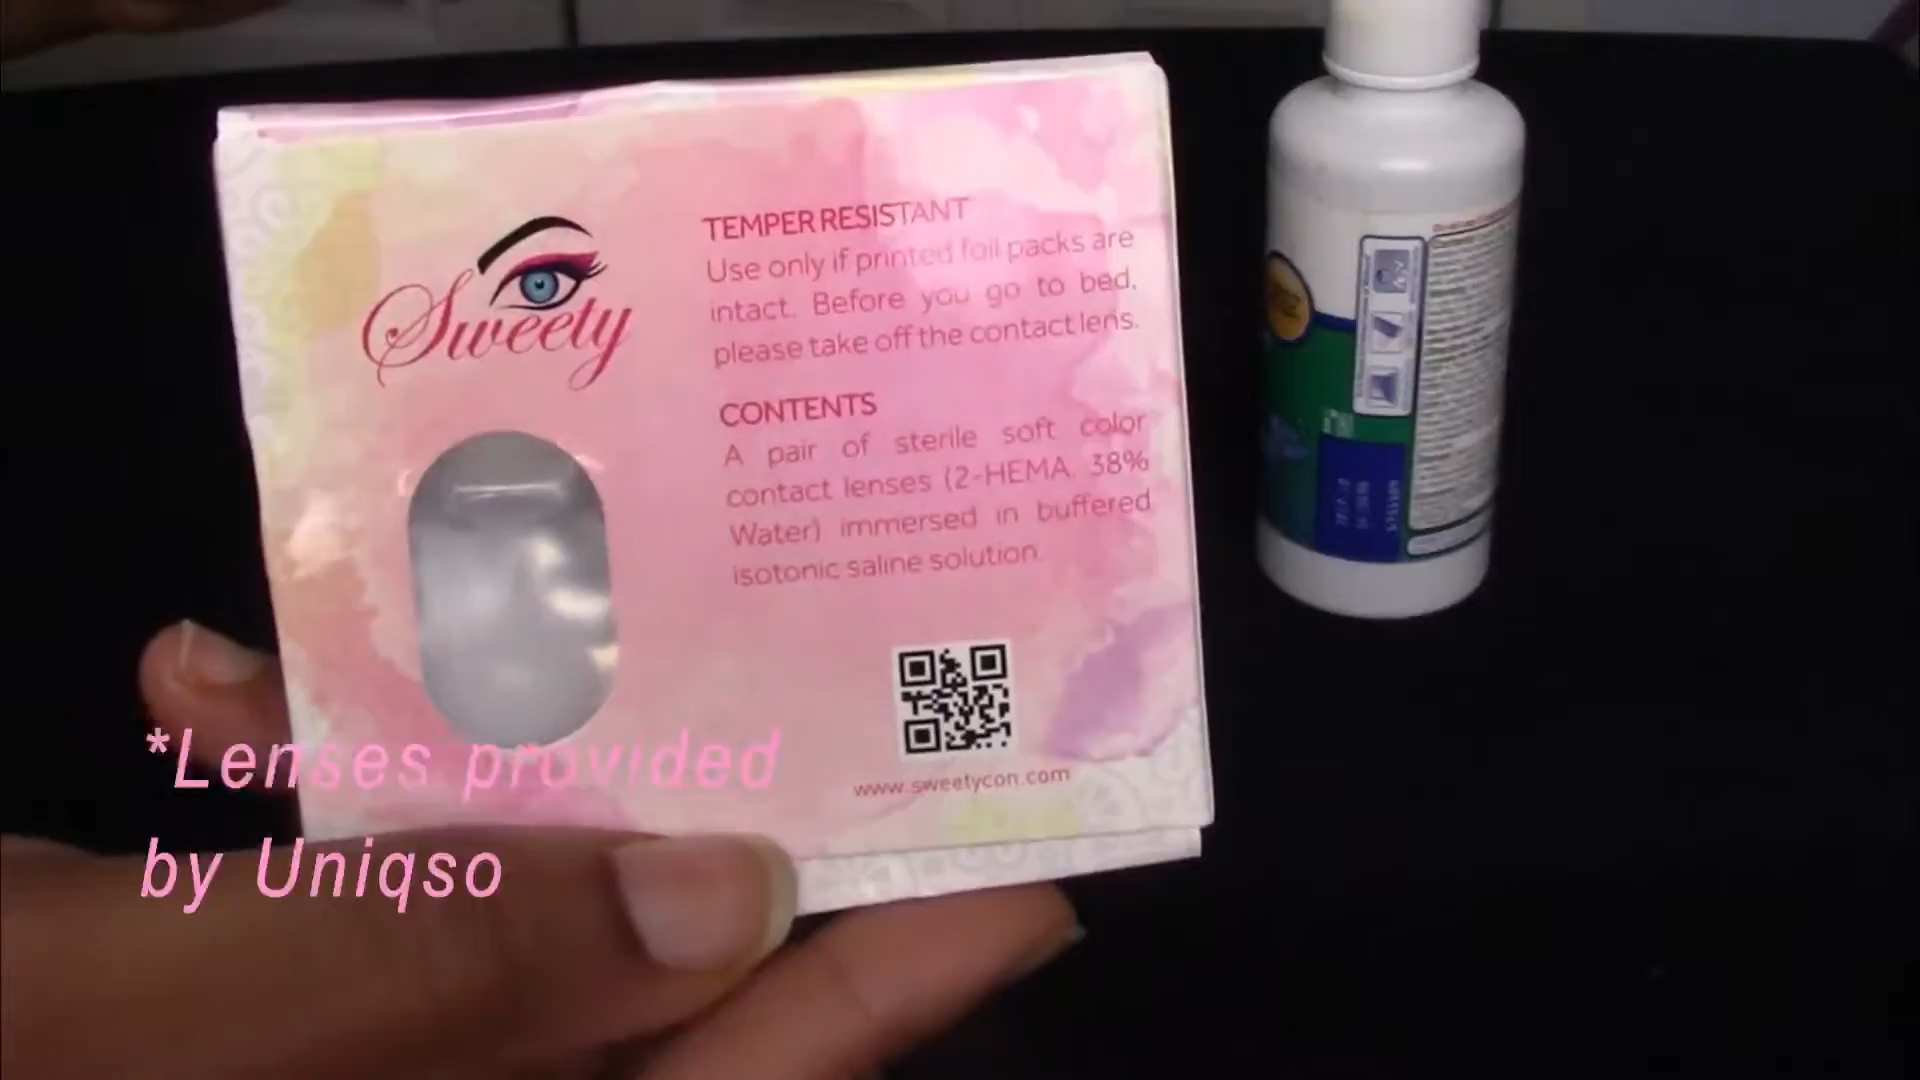 Sweety
TEMPER RESISTANT
Use only if printed foil packs are
intact. Before you go to bed,
please take off the contact lens.
CONTENTS
A pair of sterile soft color
contact lenses (2-HEMA, 38%
Water) immersed in buffered
isotonic saline solution.
www.sweetycon.com
*Lenses provided
by Uniqso